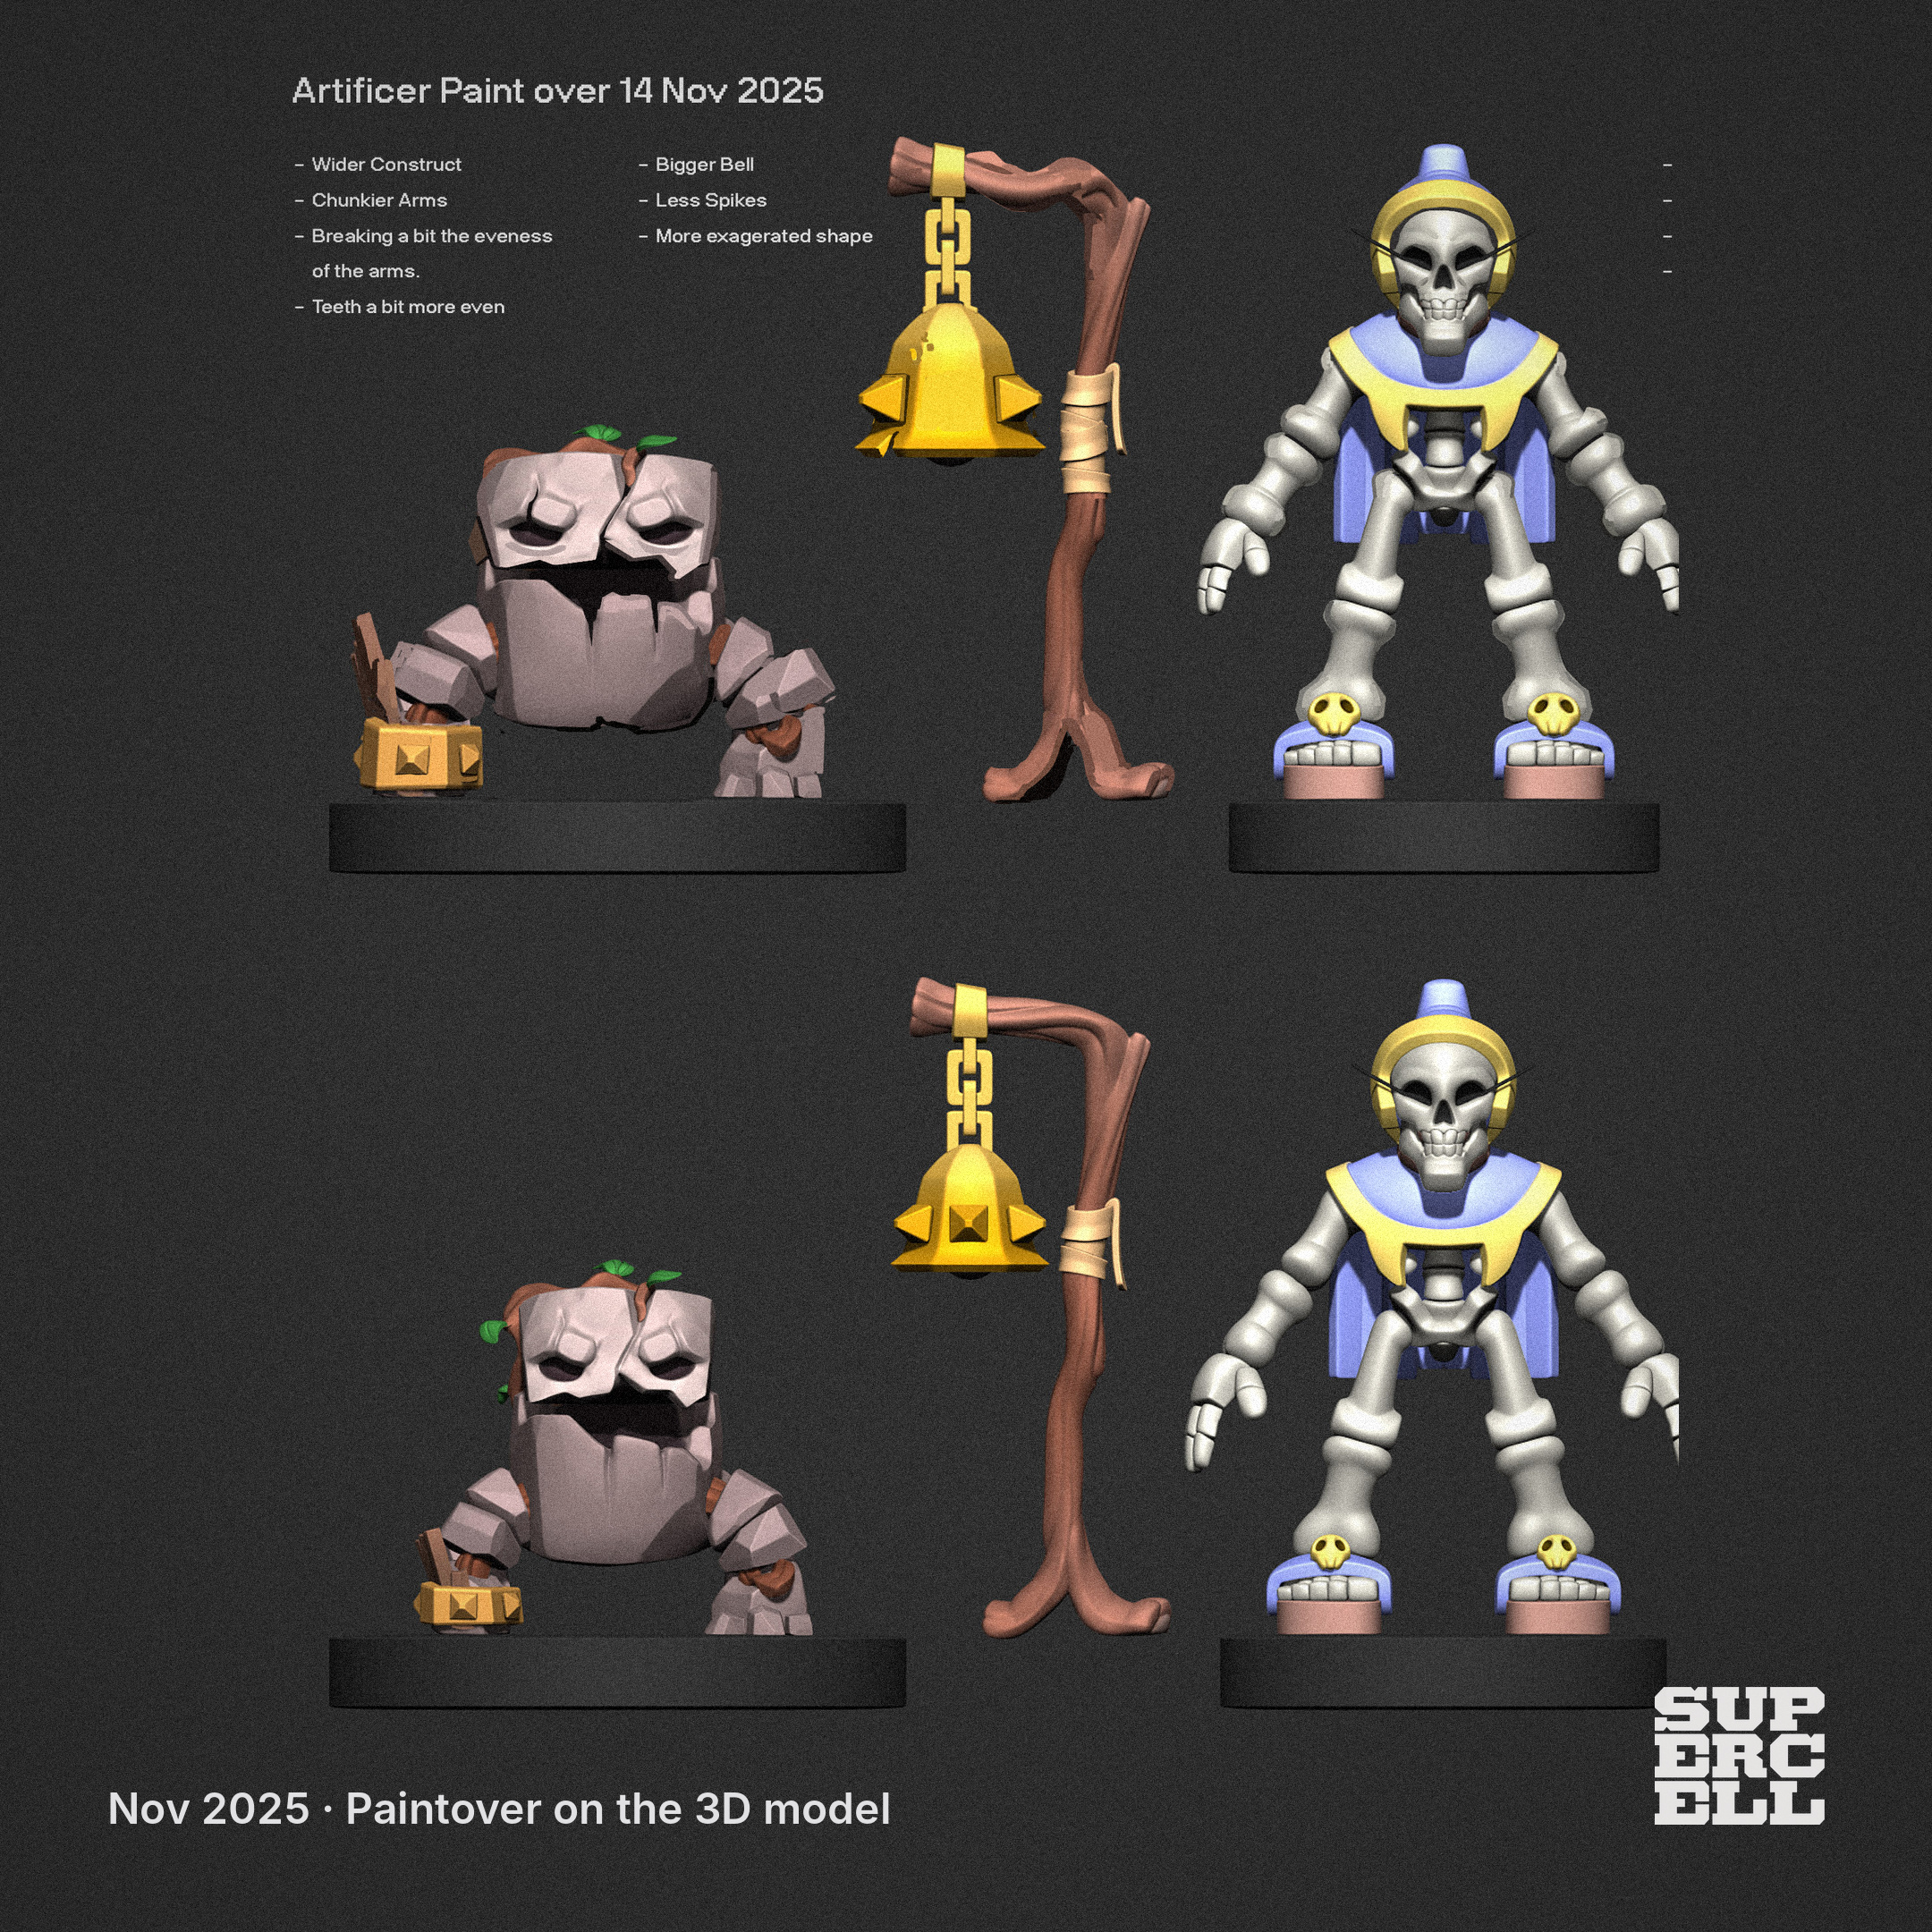 Artificer Paint over 14 Nov 2025
- Wider Construct
- Chunkier Arms
- Breaking a bit the eveness
of the arms.
- Teeth a bit more even
- Bigger Bell
- Less Spikes
- More exagerated shape
-
-
-
-
SUP
ERC
ELL
Nov 2025 · Paintover on the 3D model